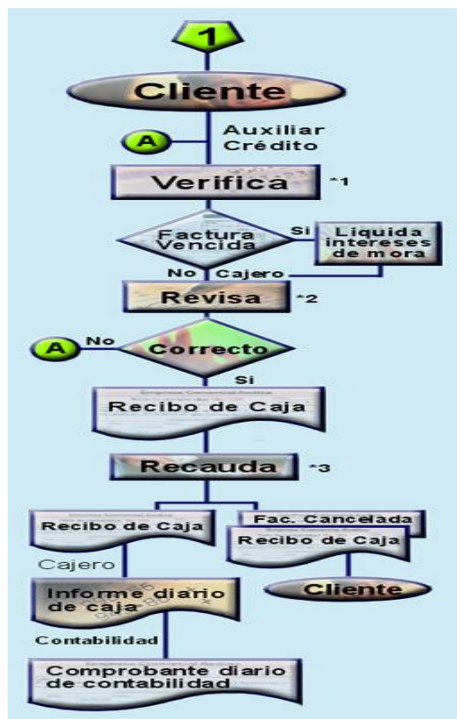 1
Cliente
A
Auxiliar
Crédito
Verifica
*1
Factura
Vencida
Si
Liquida
intereses
de mora
No
Cajero
Revisa
*2
A
No
Correcto
Si
Recibo de Caja
Recauda
*3
Recibo de Caja
Fac. Cancelada
Recibo de Caja
Cajero
Cliente
Informe diario
de caja
Contabilidad
Comprobante diario
de contabilidad